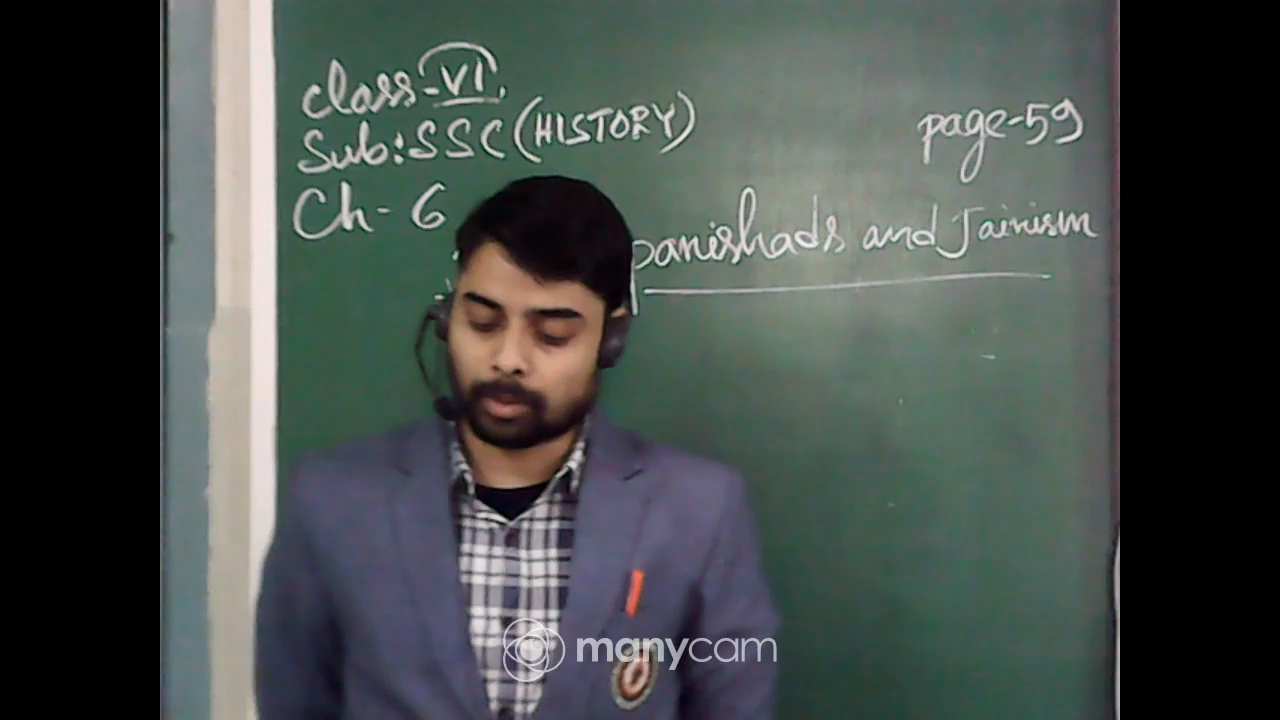 Class-VI.
Sub: SSC (HISTORY)
page-59
Ch- 6
panishads and Jainism
manycam